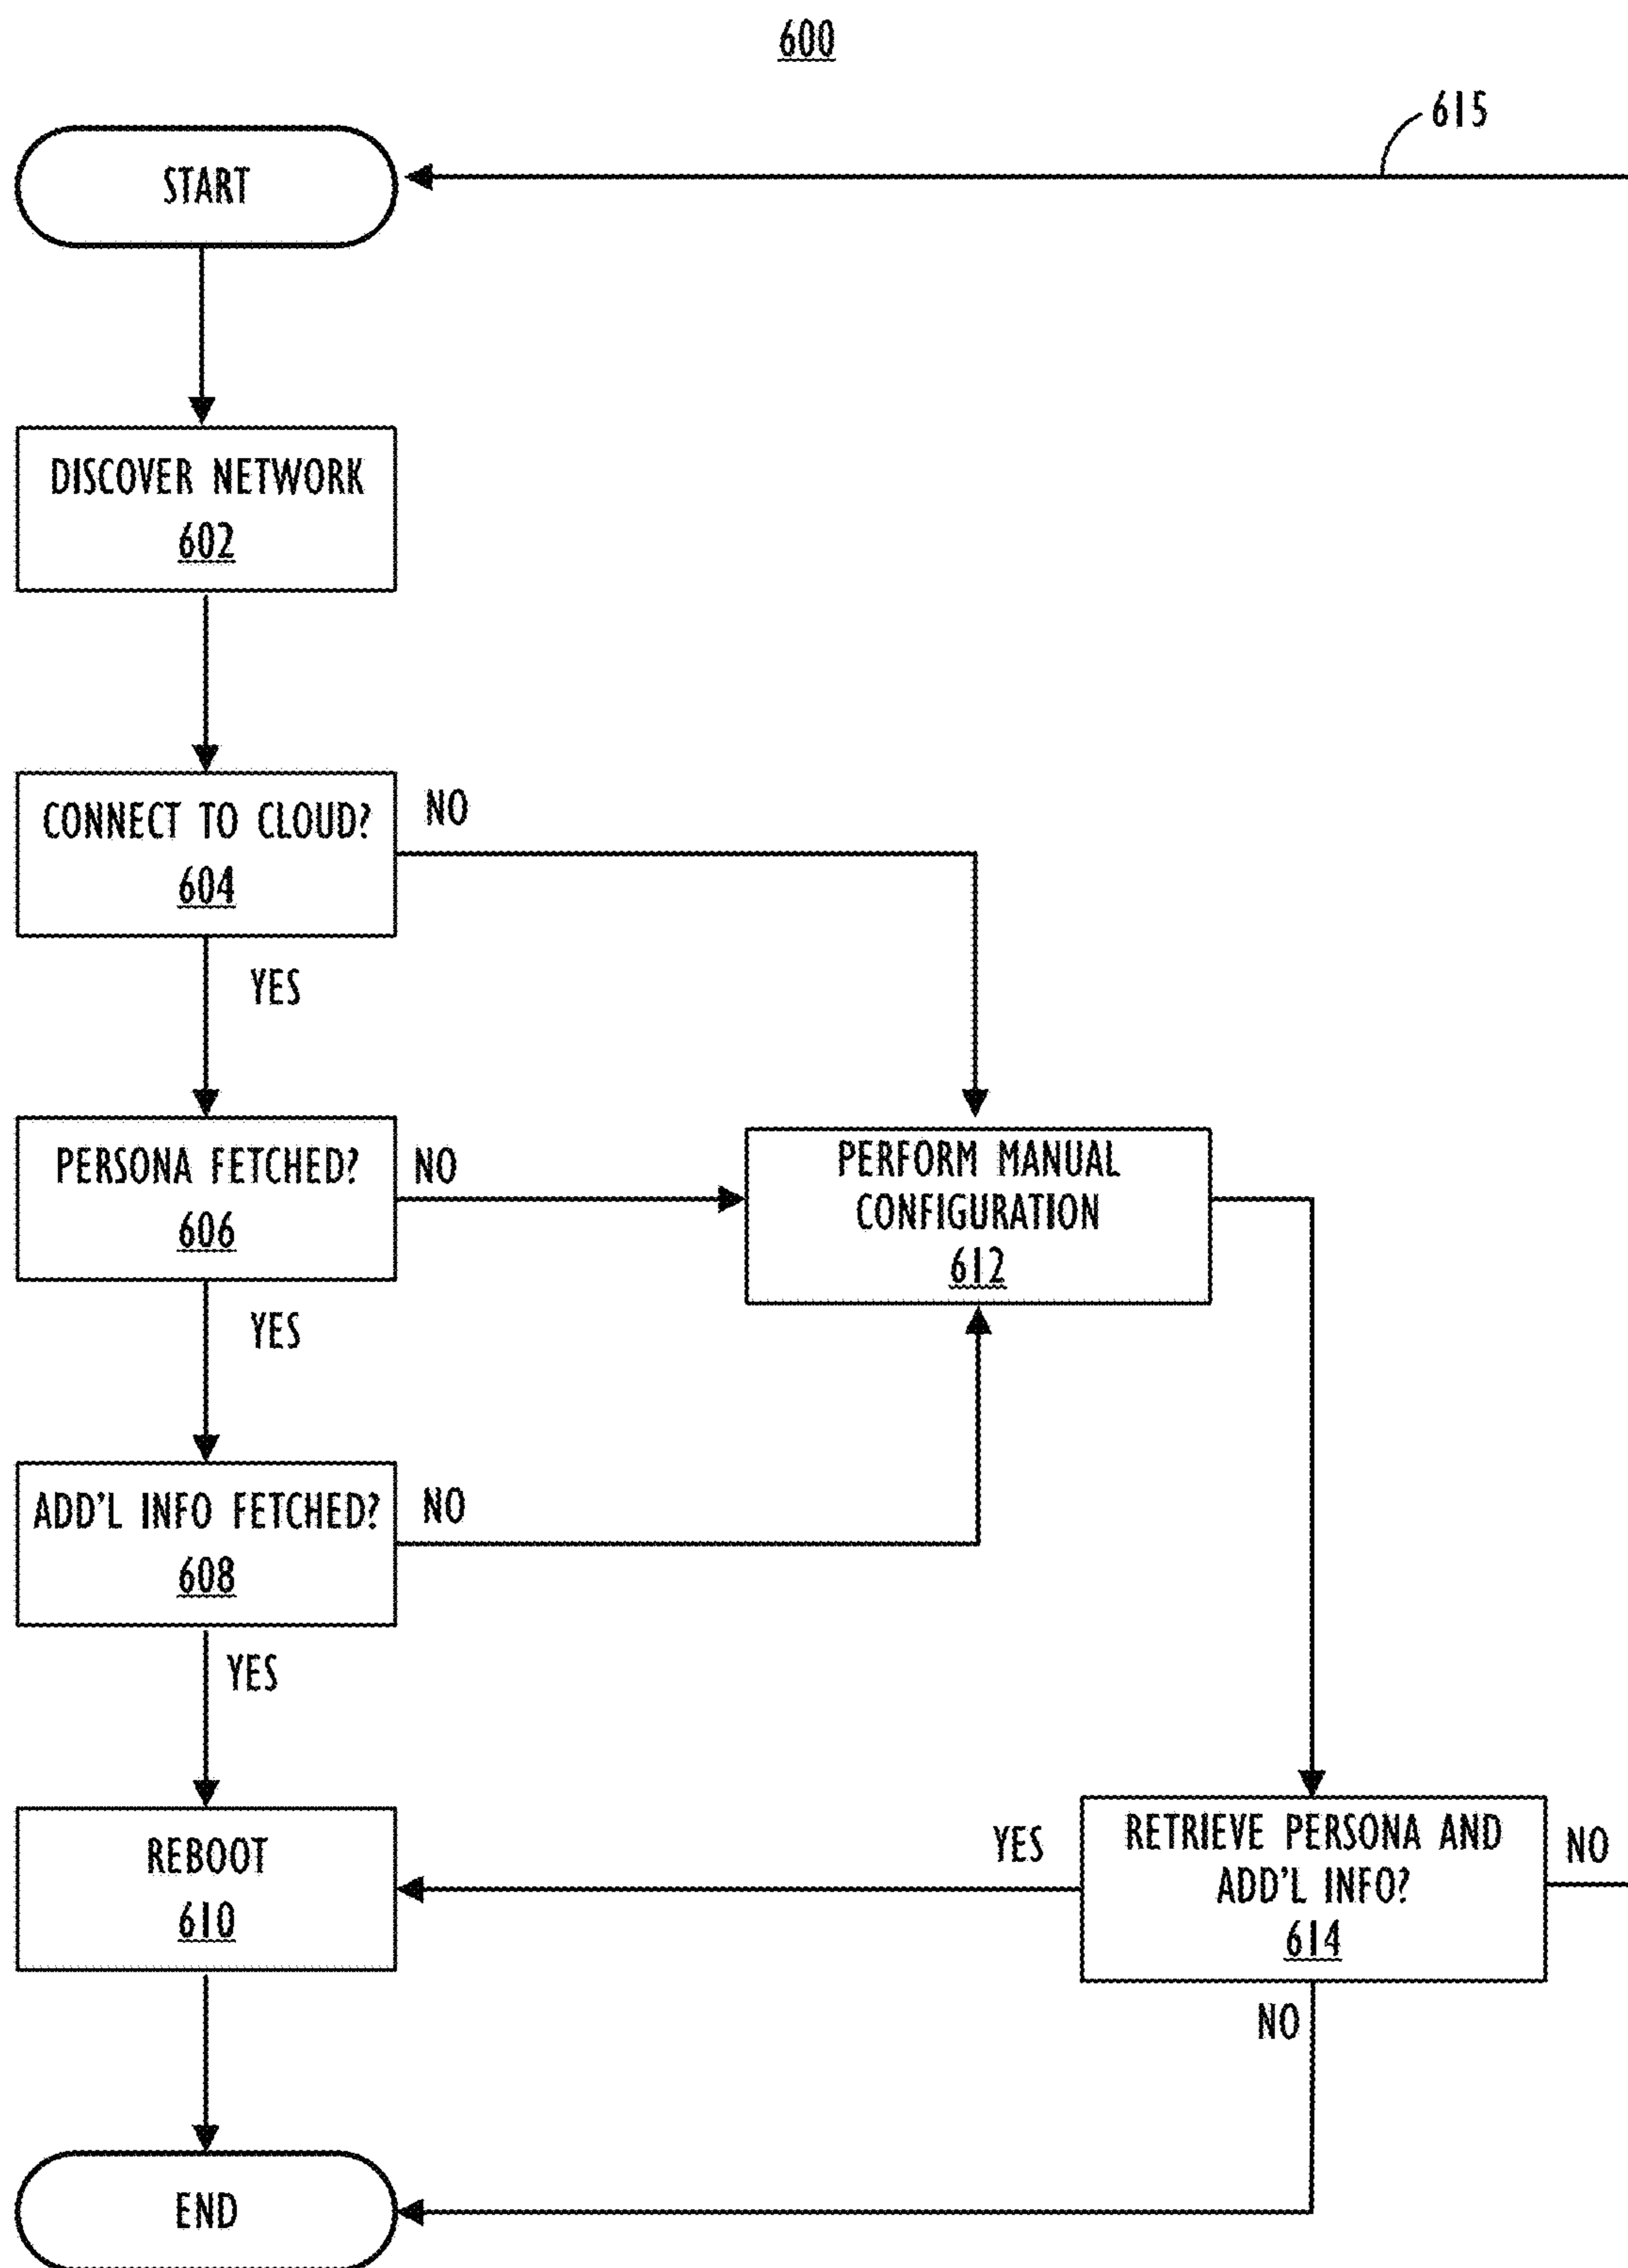 600
615
START
DISCOVER NETWORK
602
CONNECT TO CLOUD?
604
NO
YES
PERSONA FETCHED?
606
NO
PERFORM MANUAL
CONFIGURATION
612
YES
ADD'L INFO FETCHED?
608
NO
YES
REBOOT
610
YES
RETRIEVE PERSONA AND
ADD'L INFO?
614
NO
NO
END